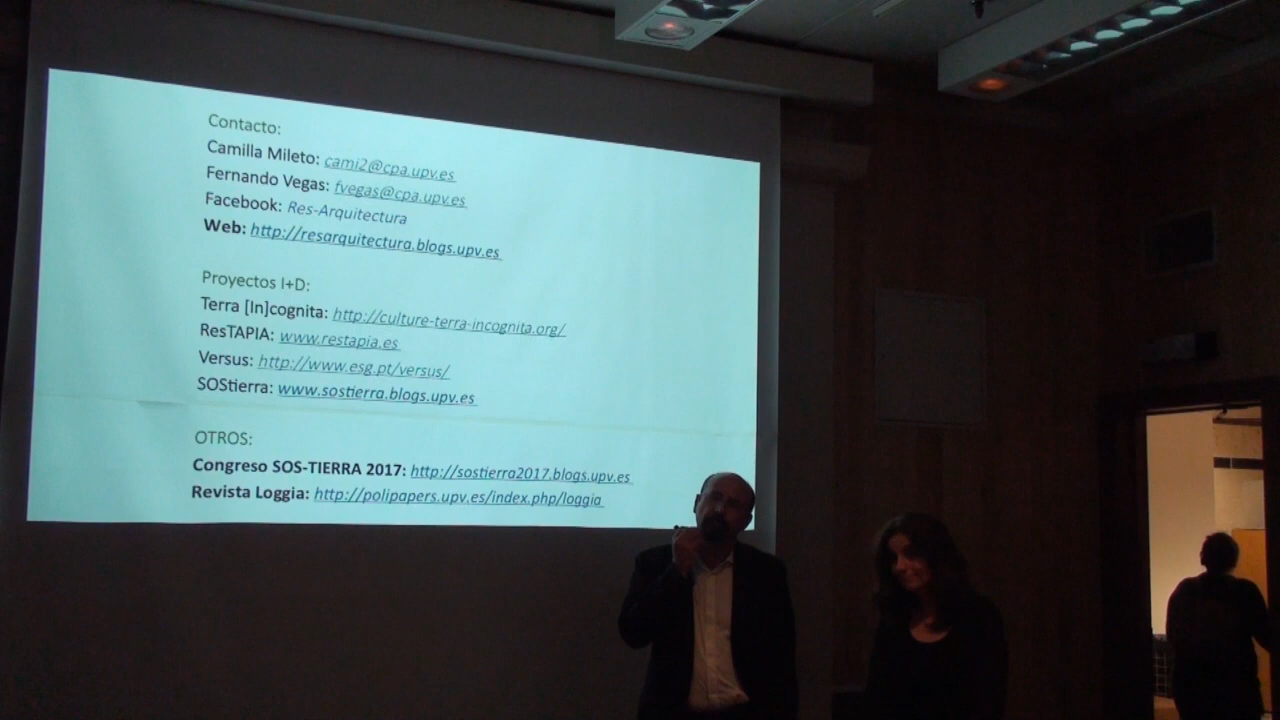 Contacto:
Camilla Mileto: cami2@cpa.upv.es
Fernando Vegas: fvegas@cpa.upv.es
Facebook: Res-Arquitectura
Web: http://resarquitectura.blogs.upv.es
Proyectos I+D:
Terra [In]cognita: http://culture-terra-incognita.org/
ResTAPIA: www.restapia.es
Versus: http://www.esg.pt/versus/
SOStierra: www.sostierra.blogs.upv.es
OTROS:
Congreso SOS-TIERRA 2017: http://sostierra2017.blogs.upv.es
Revista Loggia: http://polipapers.upv.es/index.php/loggia